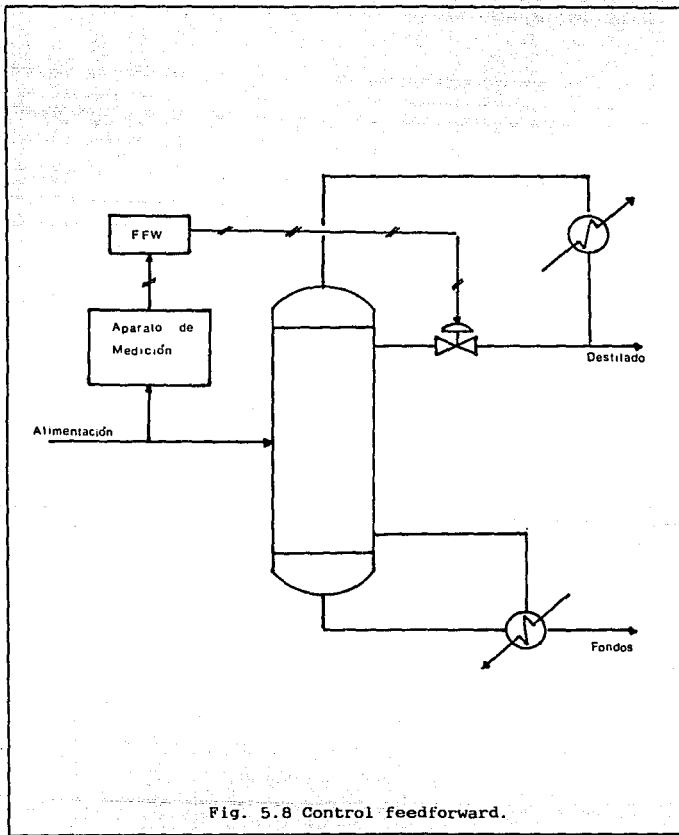 FFW
Aparato de
Medición
Alimentación
Destilado
Fondos
Fig. 5.8 Control feedforward.